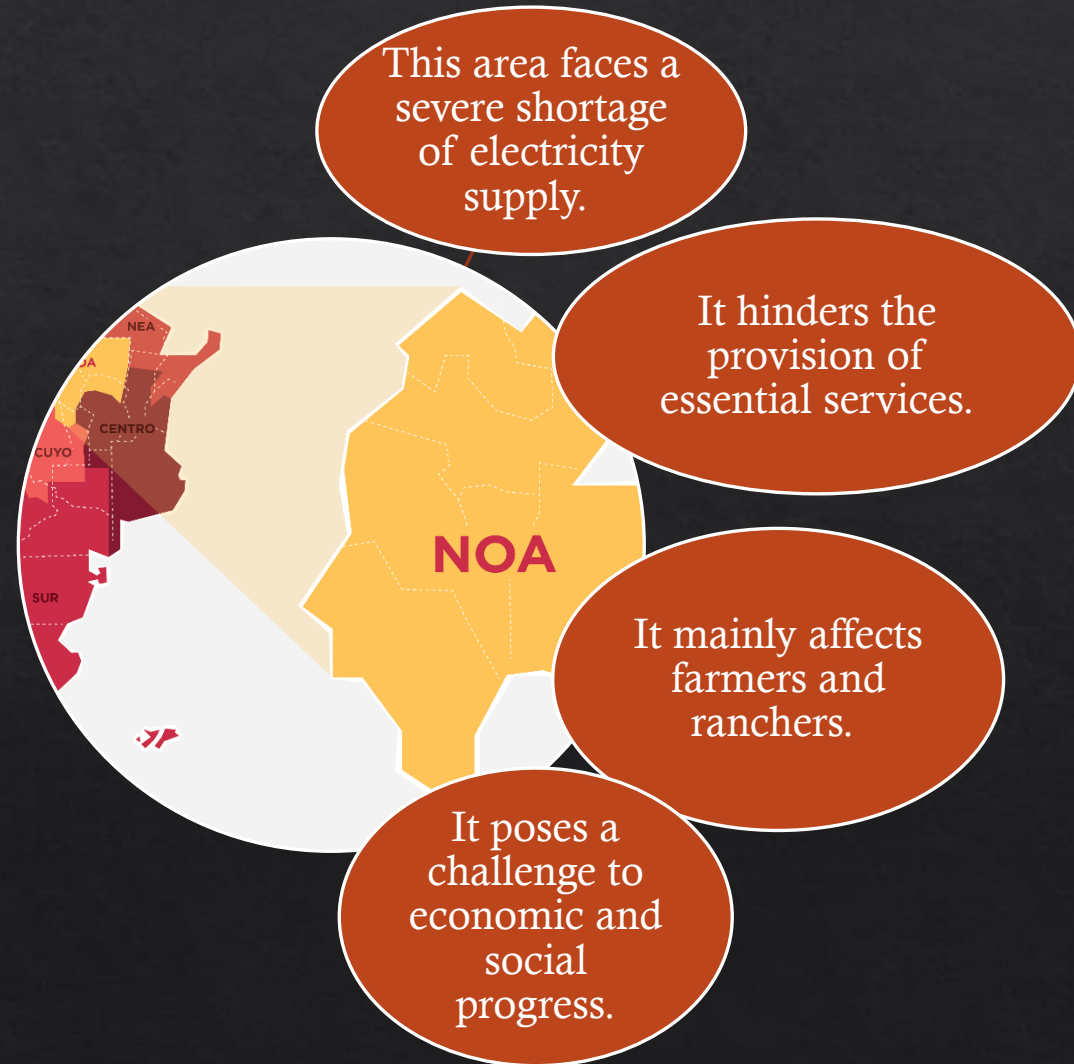 This area faces a
severe shortage
of electricity
supply.
It hinders the
provision of
essential services.
NEA
CENTRO
CUYO
SUR
NOA
It mainly affects
farmers and
ranchers.
It poses a
challenge to
economic and
social
progress.